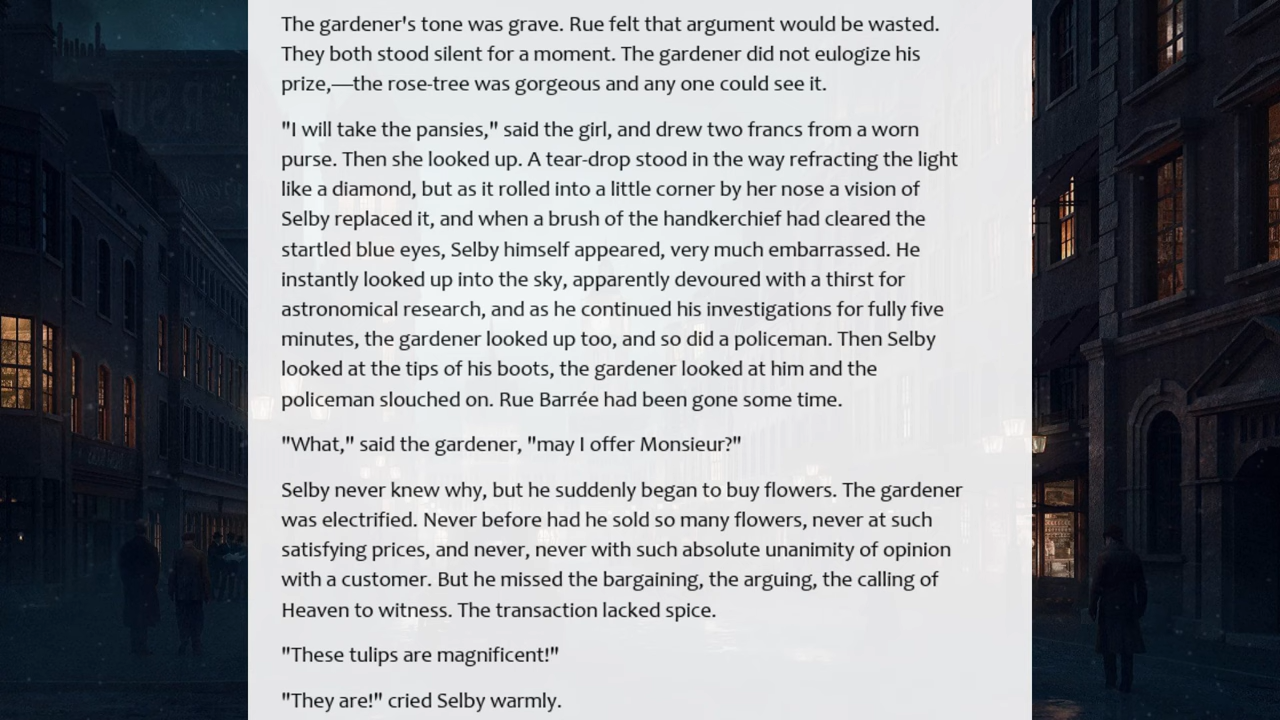 The gardener's tone was grave. Rue felt that argument would be wasted.
They both stood silent for a moment. The gardener did not eulogize his
prize,—the rose-tree was gorgeous and any one could see it.
"I will take the pansies," said the girl, and drew two francs from a worn
purse. Then she looked up. A tear-drop stood in the way refracting the light
like a diamond, but as it rolled into a little corner by her nose a vision of
Selby replaced it, and when a brush of the handkerchief had cleared the
startled blue eyes, Selby himself appeared, very much embarrassed. He
instantly looked up into the sky, apparently devoured with a thirst for
astronomical research, and as he continued his investigations for fully five
minutes, the gardener looked up too, and so did a policeman. Then Selby
looked at the tips of his boots, the gardener looked at him and the
policeman slouched on. Rue Barrée had been gone some time.
"What," said the gardener, "may I offer Monsieur?"
Selby never knew why, but he suddenly began to buy flowers. The gardener
was electrified. Never before had he sold so many flowers, never at such
satisfying prices, and never, never with such absolute unanimity of opinion
with a customer. But he missed the bargaining, the arguing, the calling of
Heaven to witness. The transaction lacked spice.
"These tulips are magnificent!"
"They are!" cried Selby warmly.